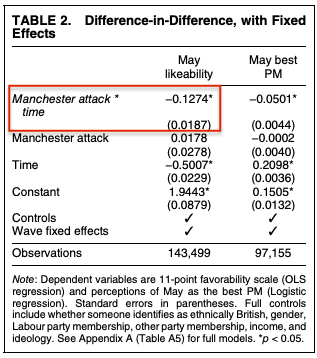 TABLE 2. Difference-in-Difference, with Fixed
Effects
May May best
likeability PM
Manchester attack * −0.1274* −0.0501*
time
(0.0187) (0.0044)
Manchester attack 0.0178 −0.0002
(0.0278) (0.0040)
Time −0.5007* 0.2098*
(0.0229) (0.0036)
Constant 1.9443* 0.1505*
(0.0879) (0.0132)
Controls ✓ ✓
Wave fixed effects ✓ ✓
Observations 143,499 97,155
Note: Dependent variables are 11-point favorability scale (OLS
regression) and perceptions of May as the best PM (Logistic
regression). Standard errors in parentheses. Full controls
include whether someone identifies as ethnically British, gender,
Labour party membership, other party membership, income, and
ideology. See Appendix A (Table A5) for full models. *p < 0.05.